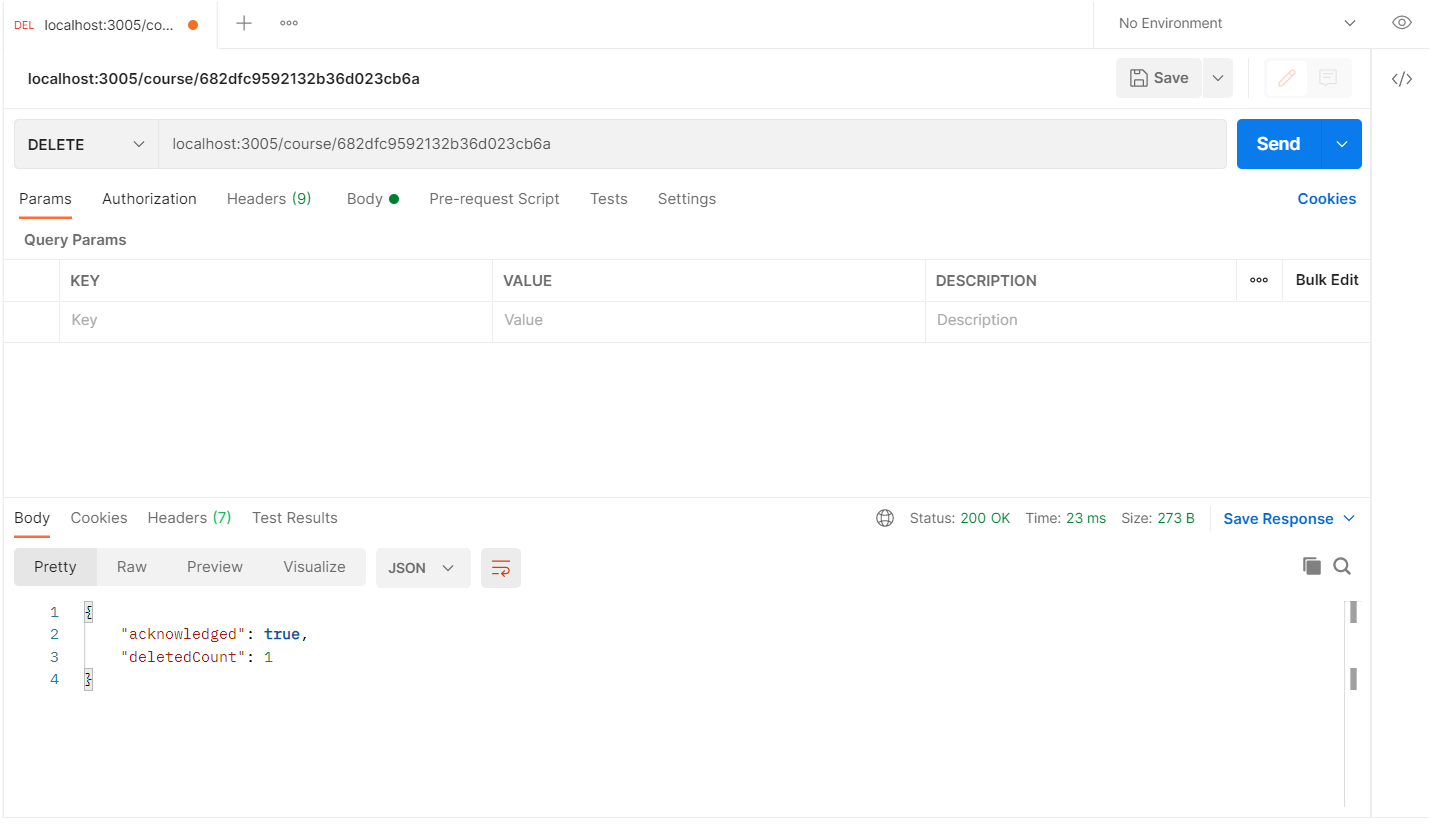 DEL localhost:3005/co... No Environment
localhost:3005/course/682dfc9592132b36d023cb6a Save
DELETE localhost:3005/course/682dfc9592132b36d023cb6a Send
Params Authorization Headers (9) Body Pre-request Script Tests Settings Cookies
Query Params
KEY VALUE DESCRIPTION Bulk Edit
Key Value Description
Body Cookies Headers (7) Test Results Status: 200 OK Time: 23 ms Size: 273 B Save Response
Pretty Raw Preview Visualize JSON
1 {
2 "acknowledged": true,
3 "deletedCount": 1
4 }